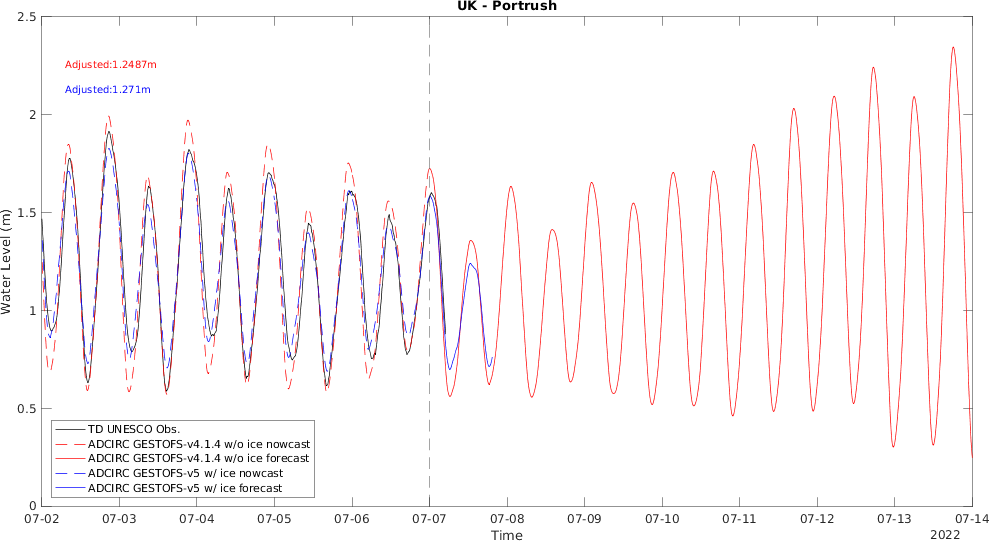 UK - Portrush
2.5
Adjusted:1.2487m
Adjusted:1.271m
2
1.5
Water Level (m)
1
0.5
TD UNESCO Obs.
ADCIRC GESTOFS-v4.1.4 w/o ice nowcast
ADCIRC GESTOFS-v4.1.4 w/o ice forecast
ADCIRC GESTOFS-v5 w/ ice nowcast
ADCIRC GESTOFS-v5 w/ ice forecast
0
07-02 07-03 07-04 07-05 07-06 07-07 07-08 07-09 07-10 07-11 07-12 07-13 07-14
Time
2022